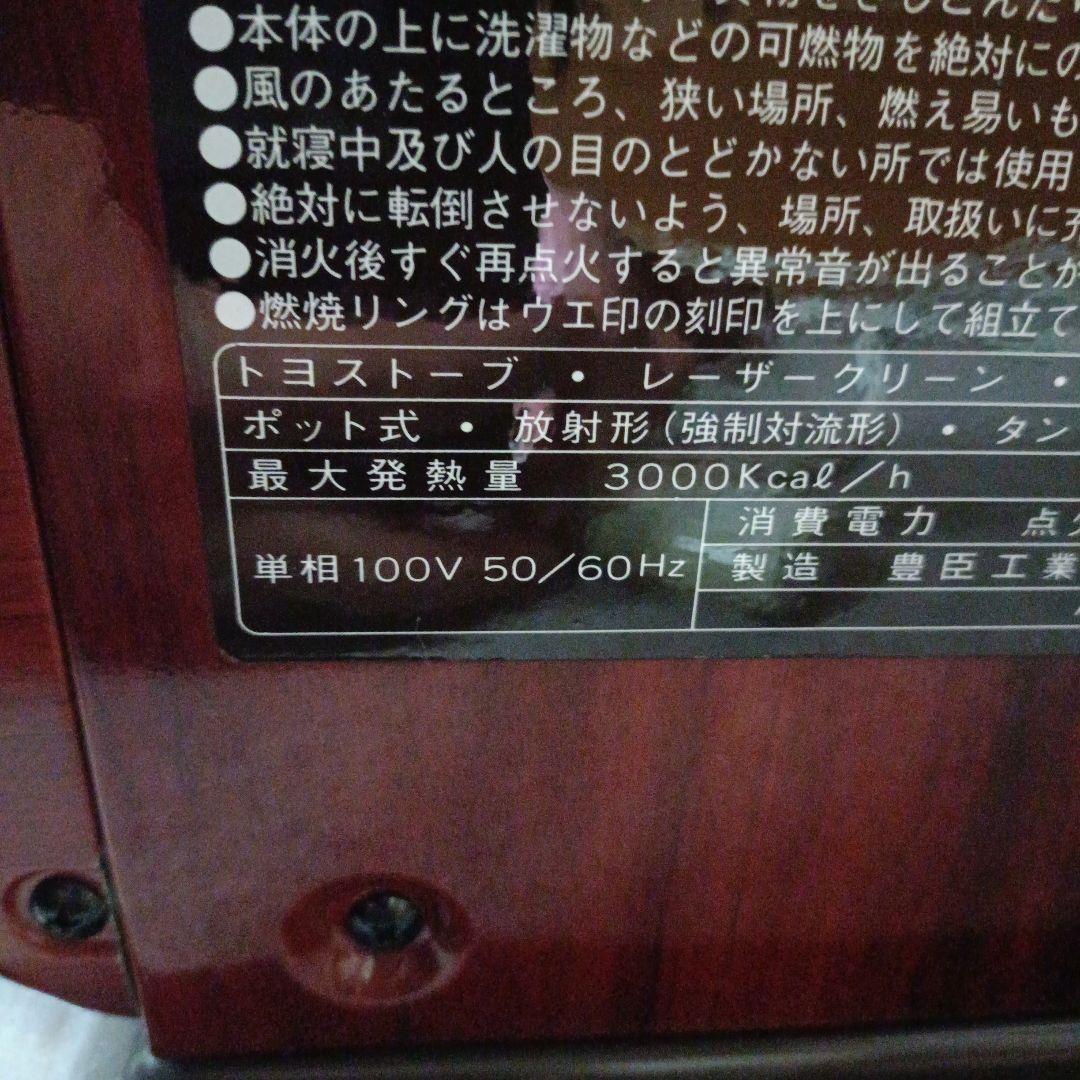 ●本体の上に洗濯物などの可燃物を絶対にの
●風のあたるところ、狭い場所、燃え易いも
●就寝中及び人の目のとどかない所では使用
●絶対に転倒させないよう、場所、取扱いに充
●消火後すぐ再点火すると異常音が出ることが
●燃焼リングはウエ印の刻印を上にして組立て
トヨストーブ ・ レーザークリーン ・
ポット式 ・ 放射形(強制対流形) ・ タン
最大発熱量 3000Kcal/h
消費電力 点火
単相100V 50/60Hz
製造 豊臣工業